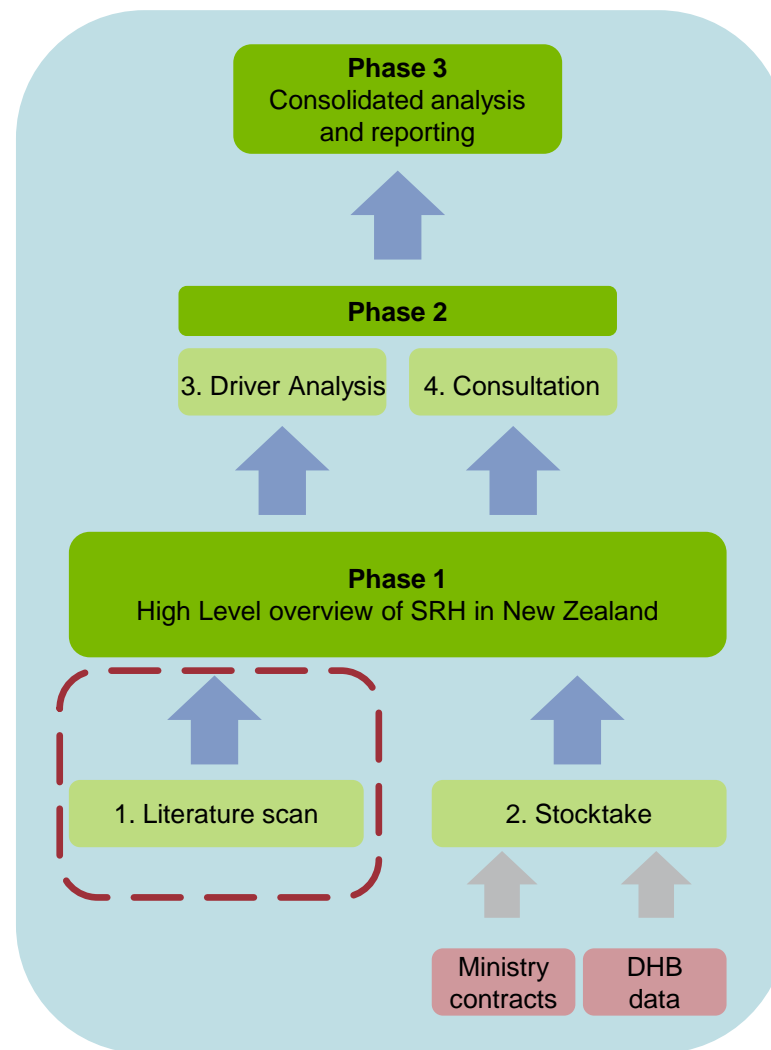 Phase 3
Consolidated analysis
and reporting
Phase 2
3. Driver Analysis
4. Consultation
Phase 1
High Level overview of SRH in New Zealand
1. Literature scan
2. Stocktake
Ministry
contracts
DHB
data